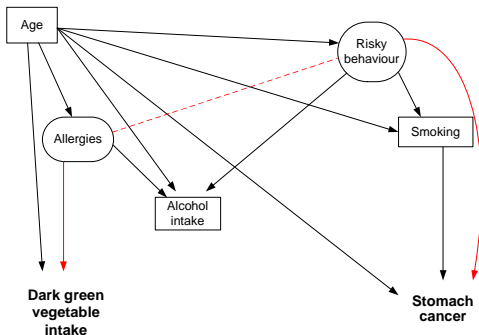 Age
Risky
behaviour
Allergies
Smoking
Alcohol
intake
Dark green
vegetable
intake
Stomach
cancer